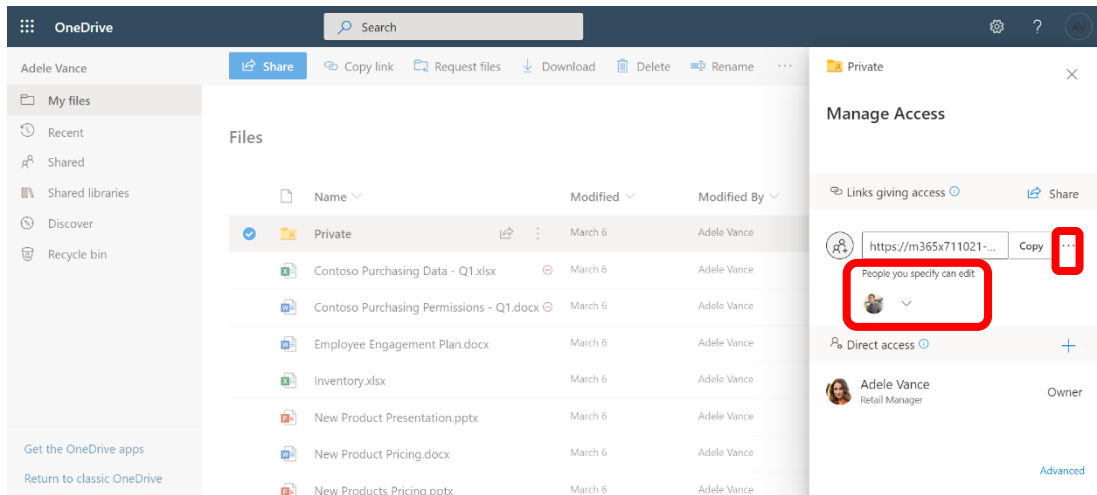 OneDrive
Search
?
AV
Adele Vance
My files
Recent
Shared
Shared libraries
Discover
Recycle bin
Get the OneDrive apps
Return to classic OneDrive
Share Copy link Request files Download Delete Rename ...
Files
Name Modified Modified By
Private March 6 Adele Vance
Contoso Purchasing Data - Q1.xlsx March 6 Adele Vance
Contoso Purchasing Permissions - Q1.docx March 6 Adele Vance
Employee Engagement Plan.docx March 6 Adele Vance
Inventory.xlsx March 6 Adele Vance
New Product Presentation.pptx March 6 Adele Vance
New Product Pricing.docx March 6 Adele Vance
New Products Pricing.pptx March 6 Adele Vance
Private
Manage Access
Links giving access Share
https://m365x711021-... Copy ...
People you specify can edit
Direct access
Adele Vance Owner
Retail Manager
Advanced